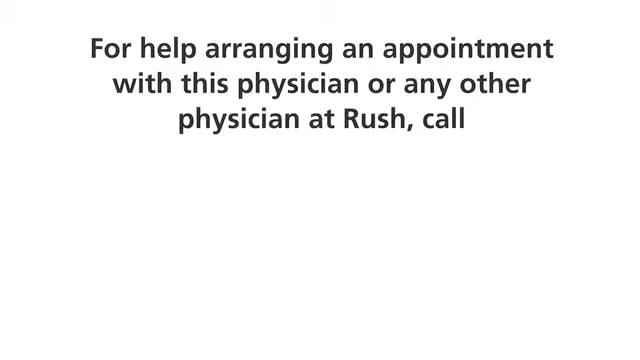 For help arranging an appointment
with this physician or any other
physician at Rush, call